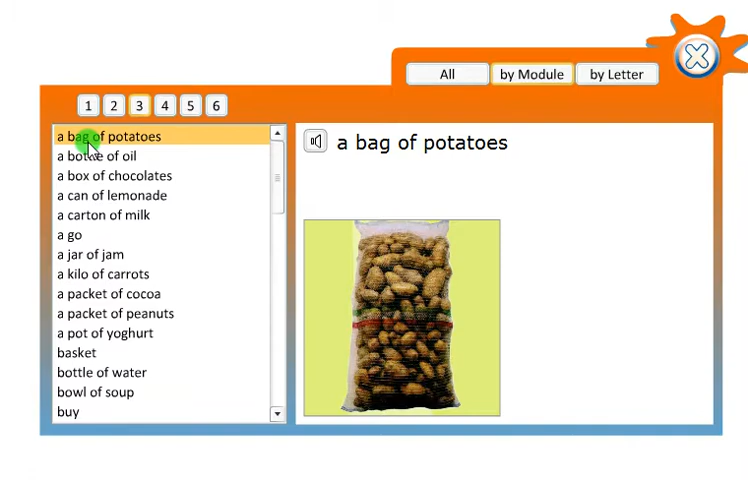 All by Module by Letter
1 2 3 4 5 6
a bag of potatoes
a bottle of oil
a box of chocolates
a can of lemonade
a carton of milk
a go
a jar of jam
a kilo of carrots
a packet of cocoa
a packet of peanuts
a pot of yoghurt
basket
bottle of water
bowl of soup
buy
a bag of potatoes